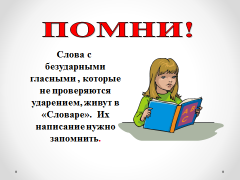 ПОМНИ!
Слова с
безударными
гласными , которые
не проверяются
ударением, живут в
«Словаре». Их
написание нужно
запомнить.